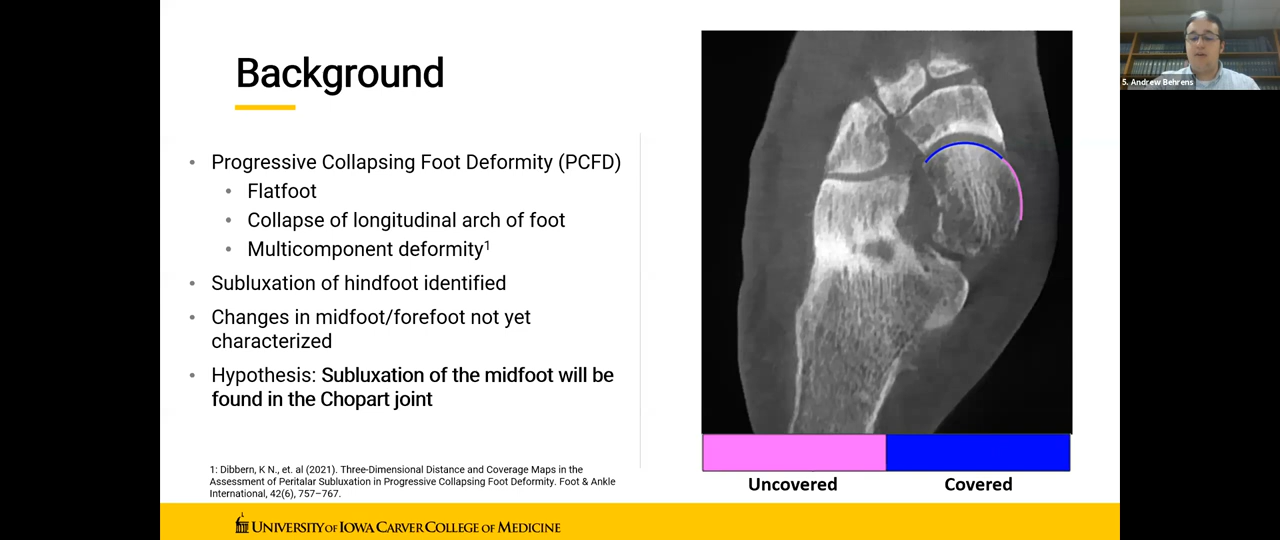 Background
• Progressive Collapsing Foot Deformity (PCFD)
• Flatfoot
• Collapse of longitudinal arch of foot
• Multicomponent deformity¹
• Subluxation of hindfoot identified
• Changes in midfoot/forefoot not yet
characterized
• Hypothesis: Subluxation of the midfoot will be
found in the Chopart joint
1: Dibbern, K N., et. al (2021). Three-Dimensional Distance and Coverage Maps in the
Assessment of Peritalar Subluxation in Progressive Collapsing Foot Deformity. Foot & Ankle
International, 42(6), 757–767.
Uncovered
Covered
UNIVERSITY OF IOWA CARVER COLLEGE OF MEDICINE
5. Andrew Behrens